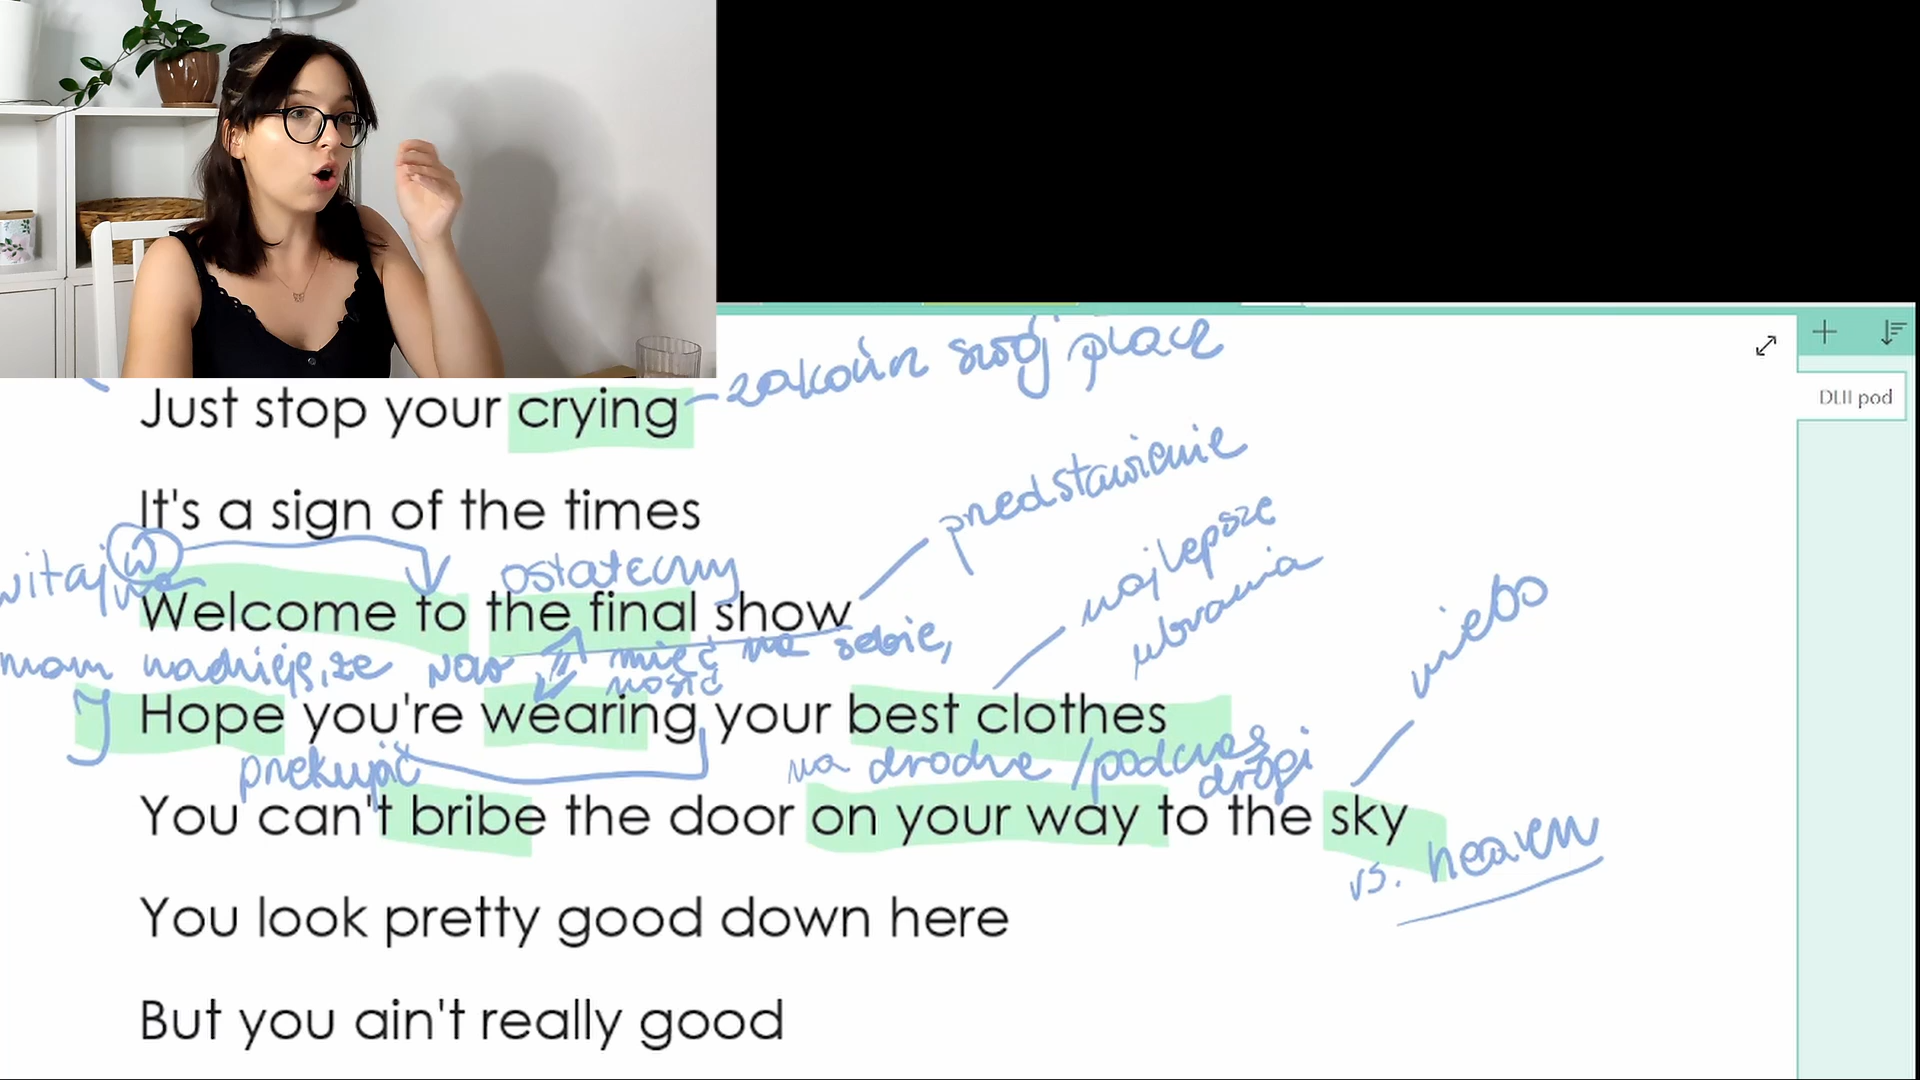 zakończ swój płacz
DLII pod
Just stop your crying
przedstawienie
It's a sign of the times
najlepsze
ubrania
w
witaj
ostateczny
niebo
Welcome to the final show
mam nadzieję, że
mieć na sobie,
nosić
I Hope you're wearing your best clothes
przekupić
na drodze / podczas
drogi
You can't bribe the door on your way to the sky
vs. heaven
You look pretty good down here
But you ain't really good